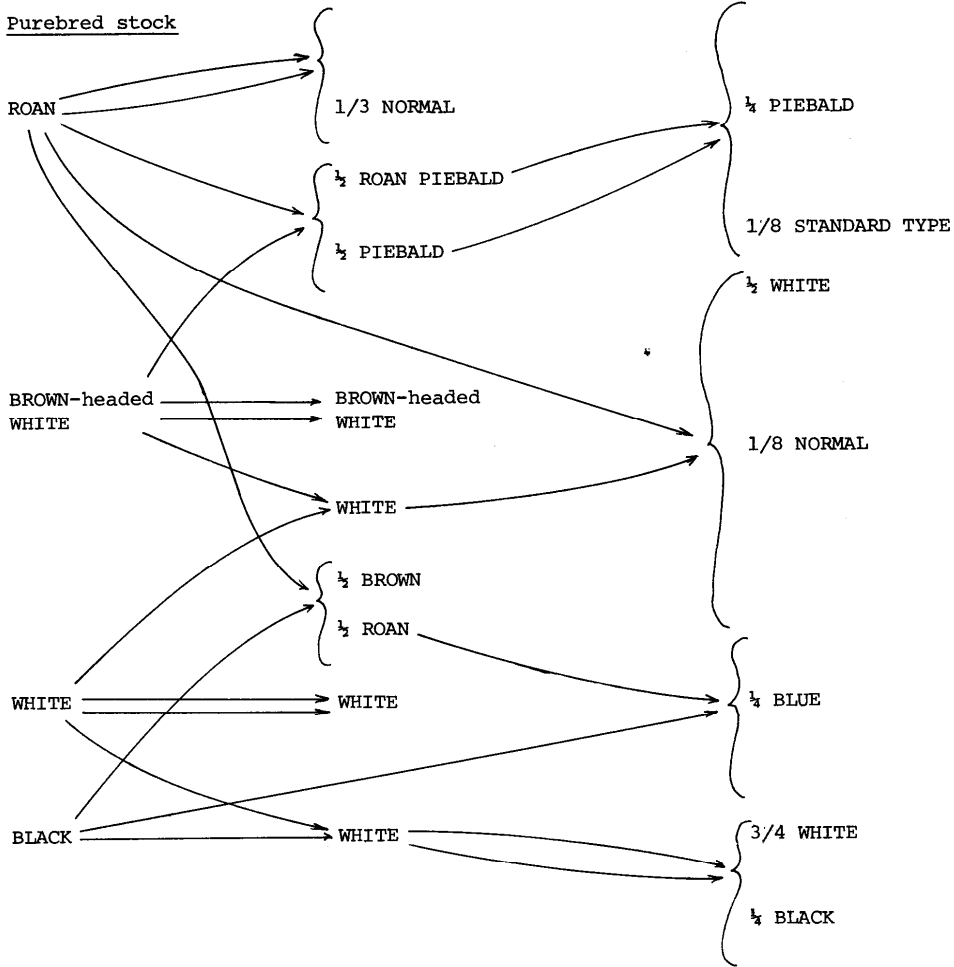 Purebred stock
ROAN
1/3 NORMAL
½ ROAN PIEBALD
½ PIEBALD
¼ PIEBALD
1/8 STANDARD TYPE
½ WHITE
BROWN-headed
WHITE
BROWN-headed
WHITE
1/8 NORMAL
WHITE
½ BROWN
½ ROAN
WHITE
WHITE
¼ BLUE
BLACK
WHITE
3/4 WHITE
¼ BLACK